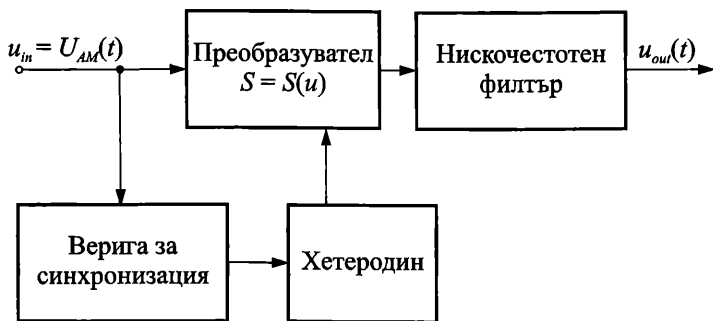 u_in = U_AM(t)
Преобразувател
S = S(u)
Нискочестотен
филтър
u_out(t)
Верига за
синхронизация
Хетеродин